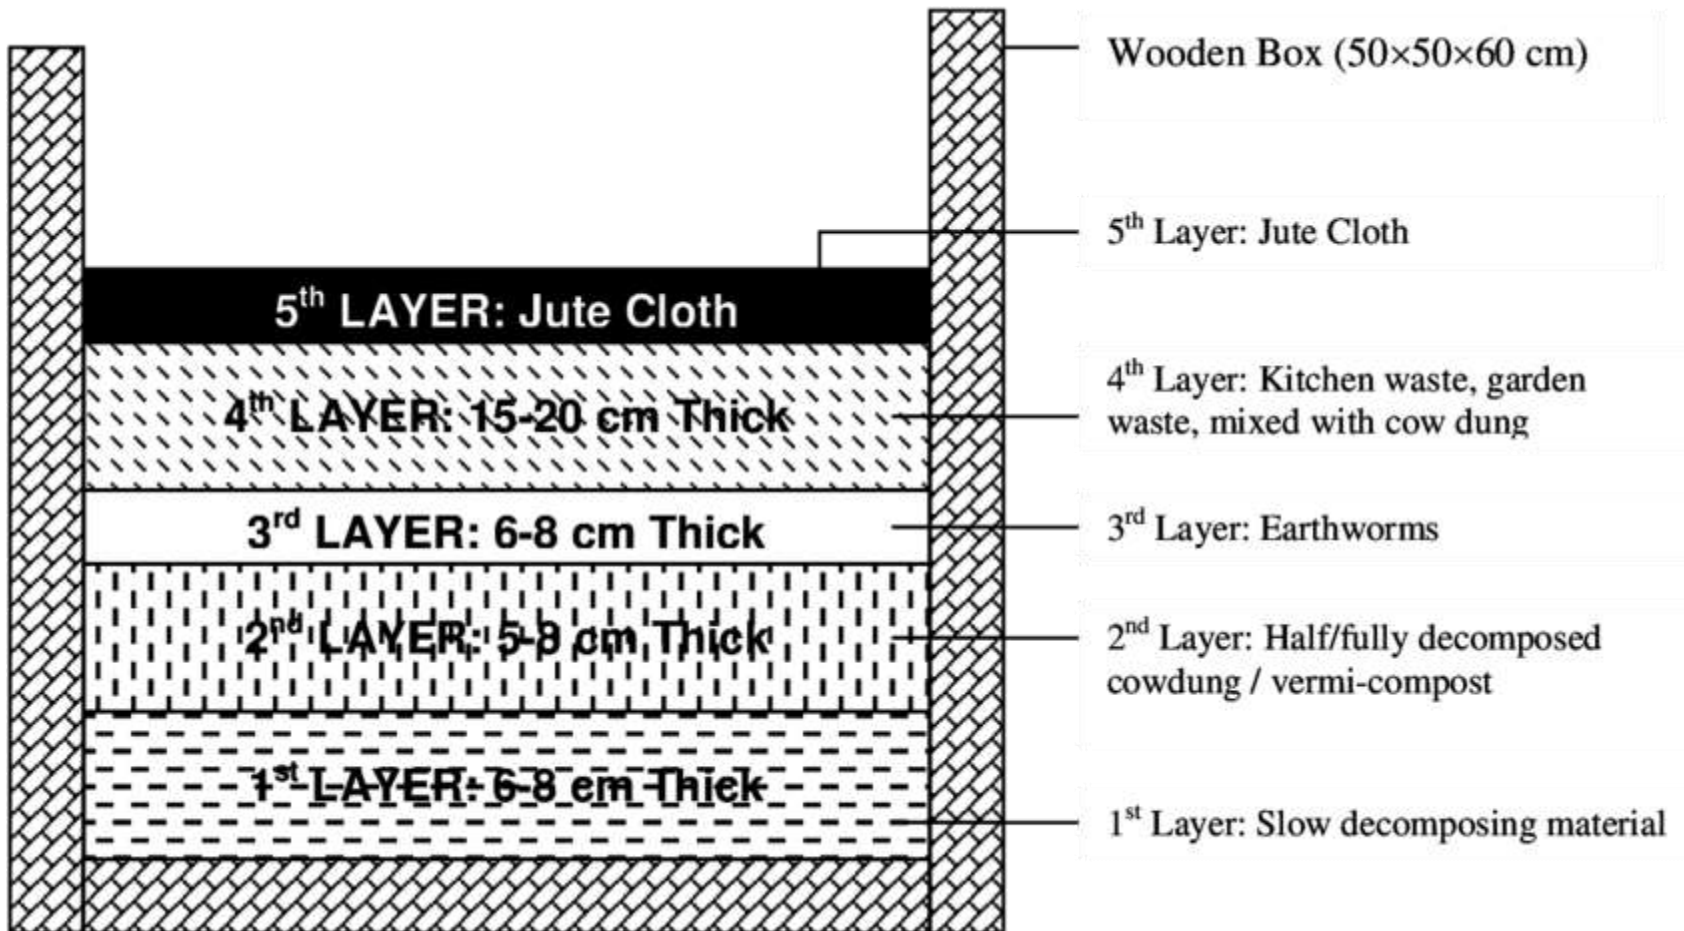 Wooden Box (50×50×60 cm)
5th Layer: Jute Cloth
5th LAYER: Jute Cloth
4th Layer: Kitchen waste, garden
waste, mixed with cow dung
4th LAYER: 15-20 cm Thick
3rd Layer: Earthworms
3rd LAYER: 6-8 cm Thick
2nd Layer: Half/fully decomposed
cowdung / vermi-compost
2nd LAYER: 5-8 cm Thick
1st LAYER: 6-8 cm Thick
1st Layer: Slow decomposing material